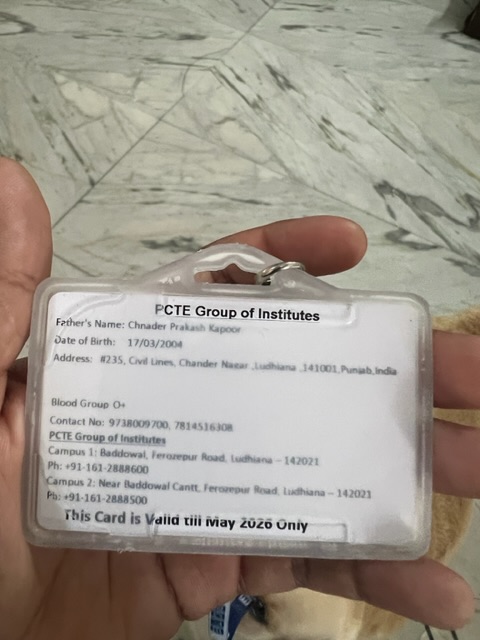 PCTE Group of Institutes
Father's Name: Chnader Prakash Kapoor
Date of Birth: 17/03/2004
Address: #235, Civil Lines, Chander Nagar ,Ludhiana ,141001,Punjab,India
Blood Group O+
Contact No: 9738009700, 7814516308
PCTE Group of Institutes
Campus 1: Baddowal, Ferozepur Road, Ludhiana – 142021
Ph: +91-161-2888600
Campus 2: Near Baddowal Cantt, Ferozepur Road, Ludhiana – 142021
Ph: +91-161-2888500
This Card is Valid till May 2026 Only